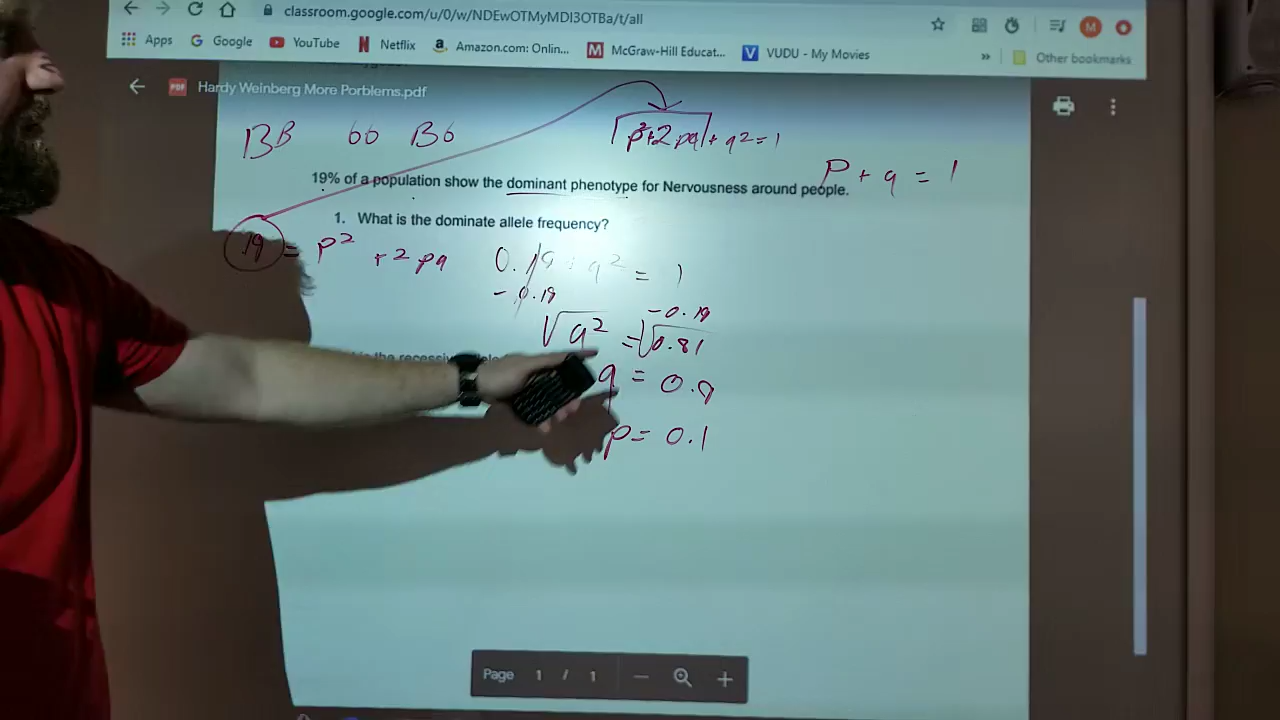 classroom.google.com/u/0/w/NDEwOTMyMDI3OTBa/t/all
Apps Google YouTube Netflix Amazon.com: Onlin... McGraw-Hill Educat... VUDU - My Movies » Other bookmarks
PDF Hardy Weinberg More Porblems.pdf
BB bb Bb p²+2pq + q² = 1
P + q = 1
19% of a population show the dominant phenotype for Nervousness around people.
1. What is the dominate allele frequency?
.19 = p² + 2pq 0.19 + q² = 1
- 0.19 - 0.19
√q² = √0.81
the recessive
q = 0.9
p = 0.1
Page 1 / 1 — +